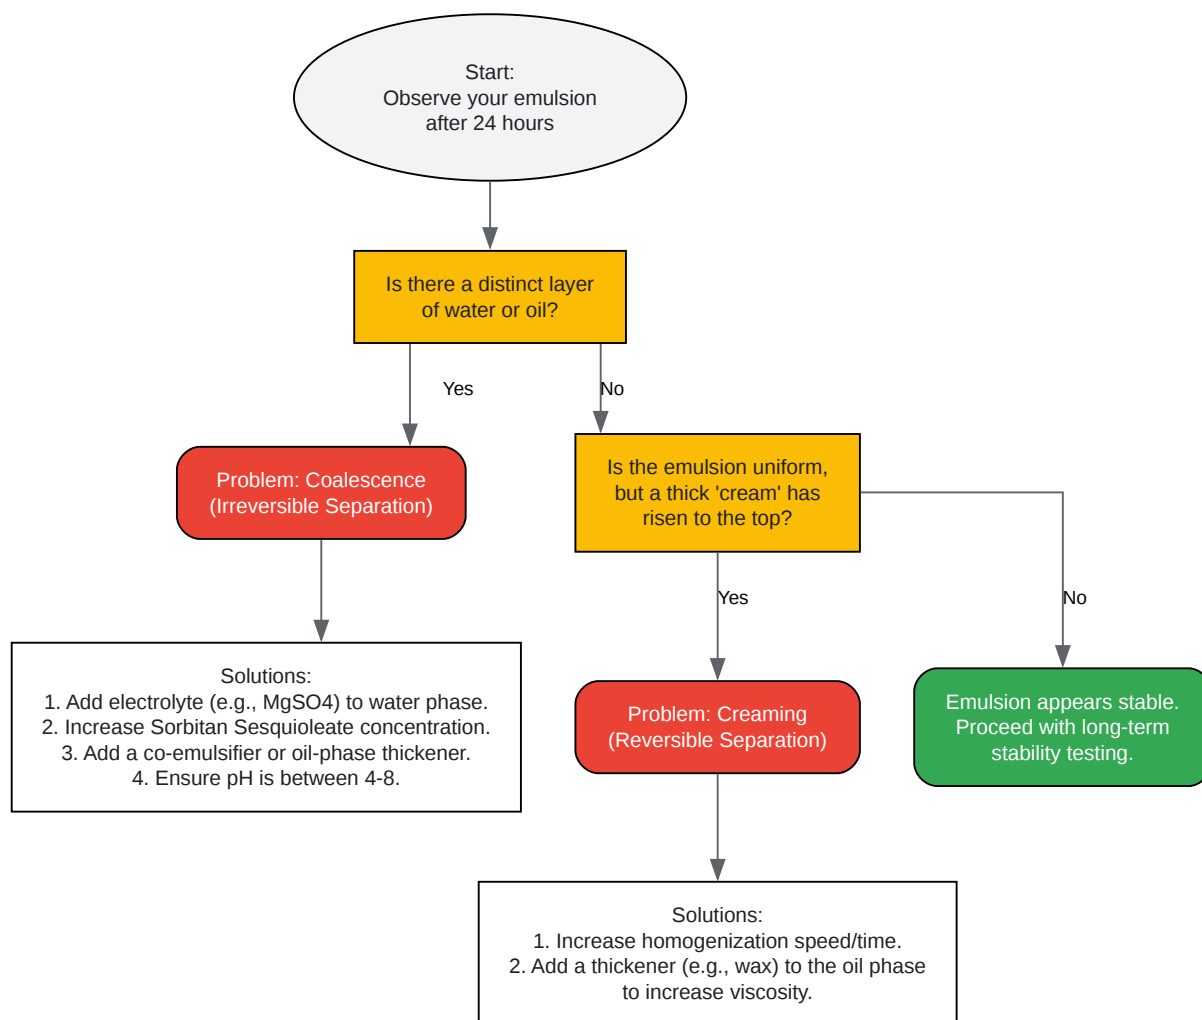 Start:
Observe your emulsion
after 24 hours
Is there a distinct layer
of water or oil?
Yes
No
Problem: Coalescence
(Irreversible Separation)
Is the emulsion uniform,
but a thick 'cream' has
risen to the top?
Yes
No
Solutions:
1. Add electrolyte (e.g., MgSO4) to water phase.
2. Increase Sorbitan Sesquioleate concentration.
3. Add a co-emulsifier or oil-phase thickener.
4. Ensure pH is between 4-8.
Problem: Creaming
(Reversible Separation)
Emulsion appears stable.
Proceed with long-term
stability testing.
Solutions:
1. Increase homogenization speed/time.
2. Add a thickener (e.g., wax) to the oil phase
to increase viscosity.